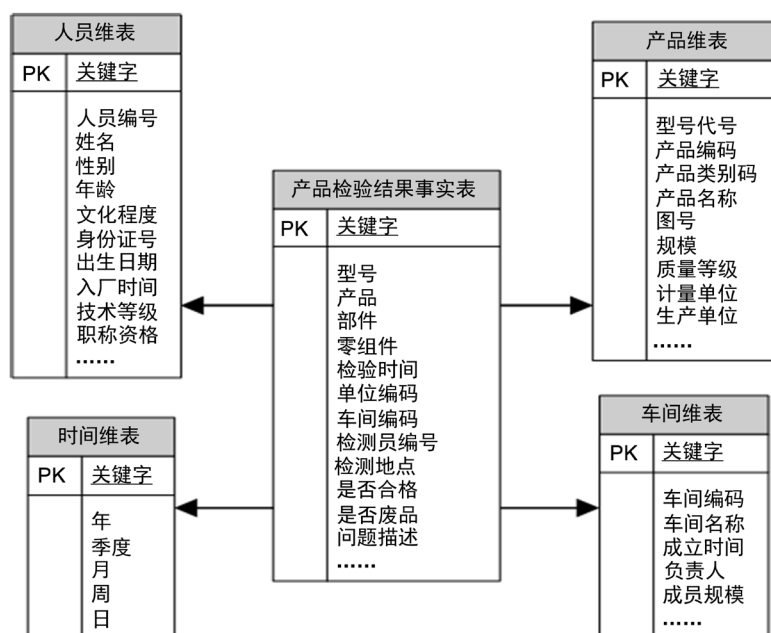 人员维表
PK 关键字
人员编号
姓名
性别
年龄
文化程度
身份证号
出生日期
入厂时间
技术等级
职称资格
......
产品维表
PK 关键字
型号代号
产品编码
产品类别码
产品名称
图号
规模
质量等级
计量单位
生产单位
......
产品检验结果事实表
PK 关键字
型号
产品
部件
零组件
检验时间
单位编码
车间编码
检测员编号
检测地点
是否合格
是否废品
问题描述
......
时间维表
PK 关键字
年
季度
月
周
日
车间维表
PK 关键字
车间编码
车间名称
成立时间
负责人
成员规模
......